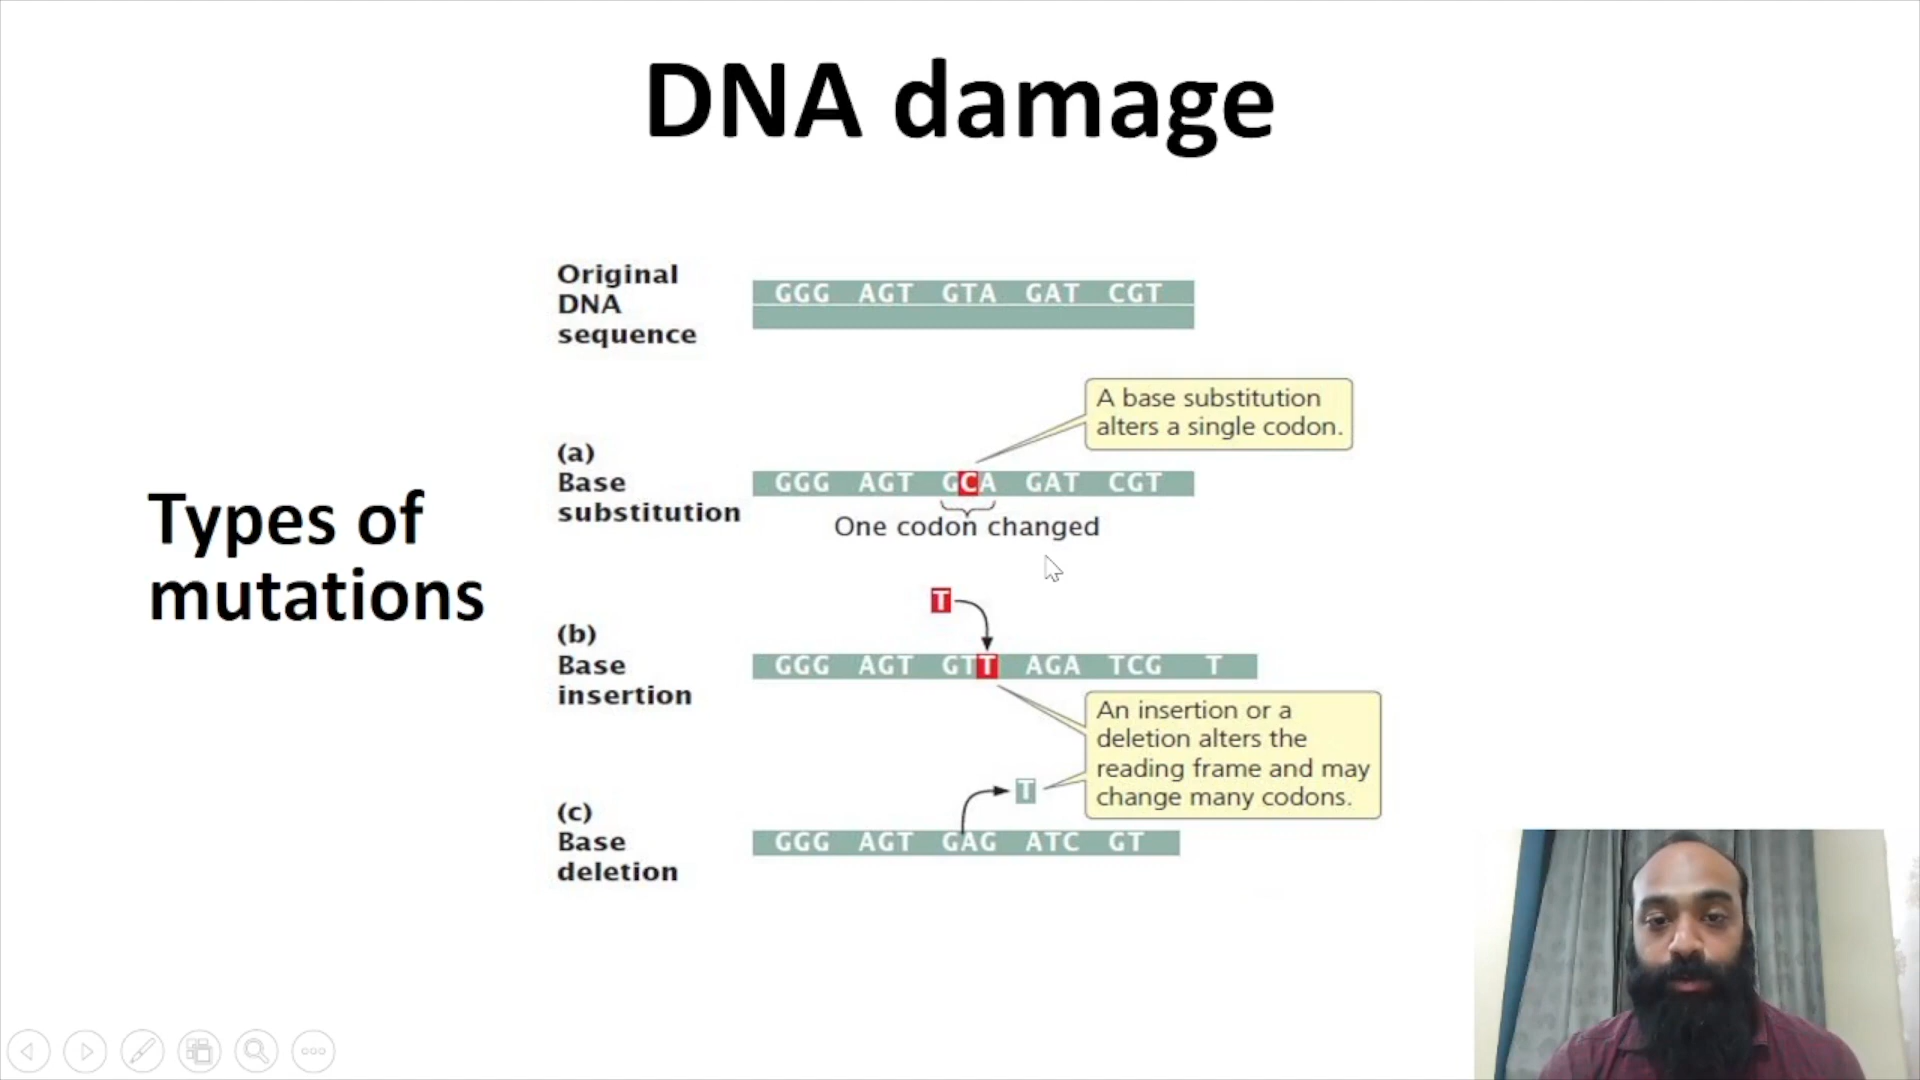 DNA damage
Types of
mutations
Original
DNA
sequence
GGG AGT GTA GAT CGT
A base substitution
alters a single codon.
(a)
Base
substitution
GGG AGT GCA GAT CGT
One codon changed
T
(b)
Base
insertion
GGG AGT GTT AGA TCG T
An insertion or a
deletion alters the
reading frame and may
change many codons.
T
(c)
Base
deletion
GGG AGT GAG ATC GT